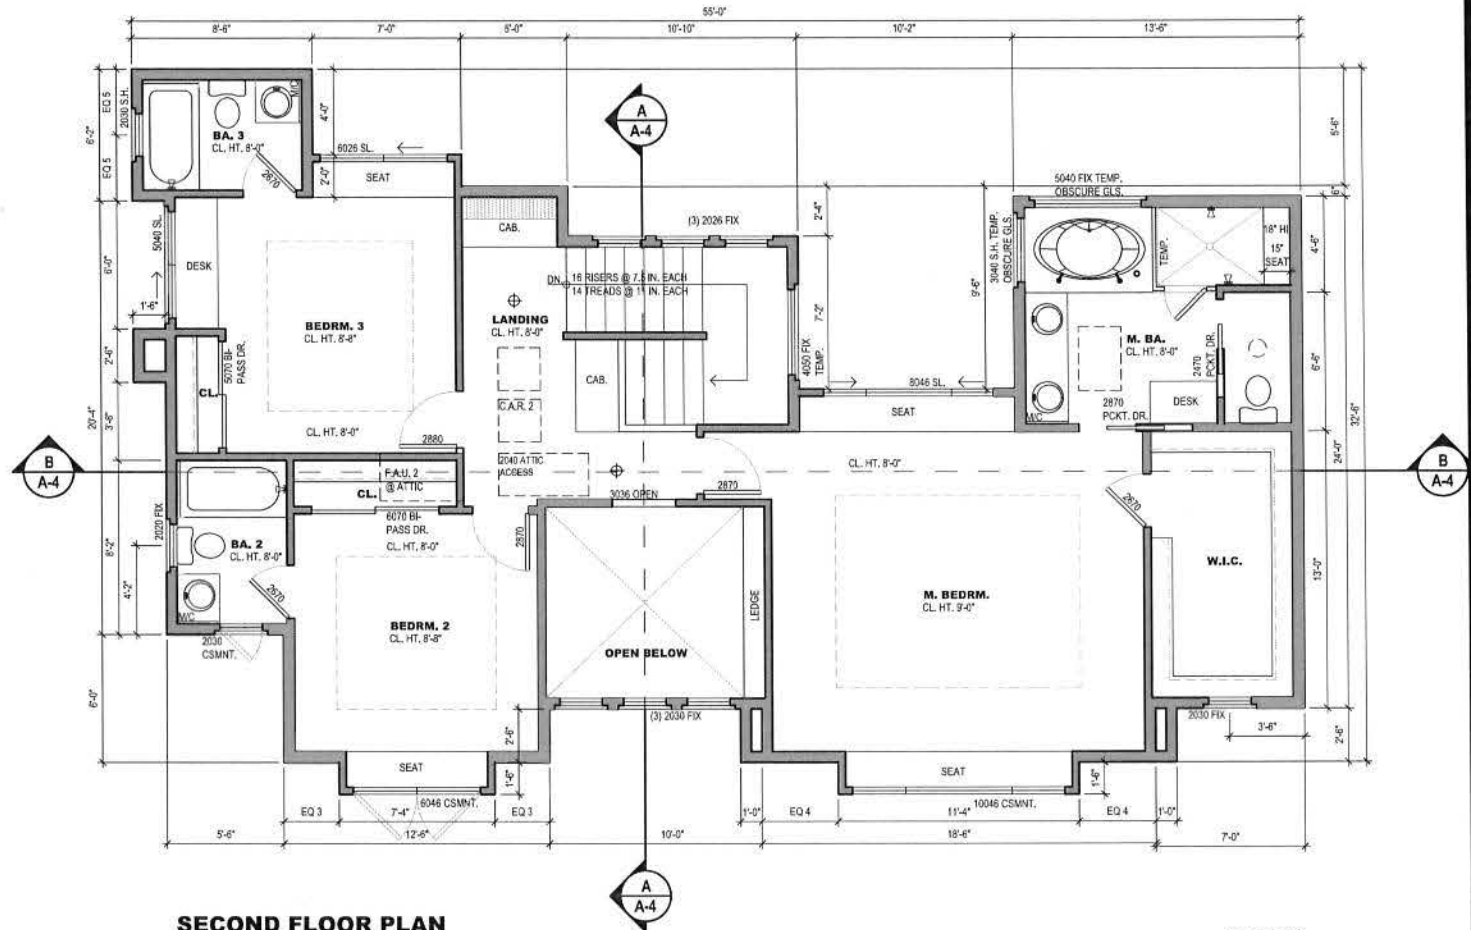 55'-0"
8'-6"
7'-0"
5'-0"
10'-10"
10'-2"
13'-6"
EQ 5
2030 S.H.
6'-2"
EQ 5
BA. 3
CL. HT. 8'-0"
M/C
2670
4'-0"
2'-0"
6026 SL.
SEAT
A
A-4
5'-6"
6"
5040 FIX TEMP.
OBSCURE GLS.
3040 S.H. TEMP.
OBSCURE GLS.
(3) 2026 FIX
2'-4"
CAB.
5040 SL.
6'-0"
DESK
1'-6"
DN.
16 RISERS @ 7.5 IN. EACH
14 TREADS @ 11 IN. EACH
LANDING
CL. HT. 8'-0"
9'-6"
7'-2"
4050 FIX
TEMP.
TEMP.
18" HI
15"
SEAT
4'-6"
BEDRM. 3
CL. HT. 8'-8"
M. BA.
CL. HT. 8'-0"
2470
PCKT. DR.
6'-6"
2'-6"
5070 BI-
PASS DR.
CL.
CAB.
8046 SL.
SEAT
C.A.R. 2
M/C
2870
PCKT. DR.
DESK
20'-4"
3'-6"
CL. HT. 8'-0"
2880
32'-6"
24'-0"
B
A-4
2040 ATTIC
ACCESS
CL. HT. 8'-0"
B
A-4
F.A.U. 2
@ ATTIC
CL.
3036 OPEN
2870
2670
6070 BI-
PASS DR.
CL. HT. 8'-0"
2870
2020 FIX
8'-2"
4'-2"
BA. 2
CL. HT. 8'-0"
2670
M/C
W.I.C.
13'-0"
M. BEDRM.
CL. HT. 9'-0"
LEDGE
BEDRM. 2
CL. HT. 8'-8"
OPEN BELOW
2030
CSMNT.
6'-0"
(3) 2030 FIX
2030 FIX
3'-6"
2'-6"
2'-6"
SEAT
1'-6"
SEAT
1'-6"
6046 CSMNT.
10046 CSMNT.
EQ 3
7'-4"
EQ 3
1'-0"
EQ 4
11'-4"
EQ 4
1'-0"
5'-6"
12'-6"
10'-0"
18'-6"
7'-0"
A
A-4
SECOND FLOOR PLAN